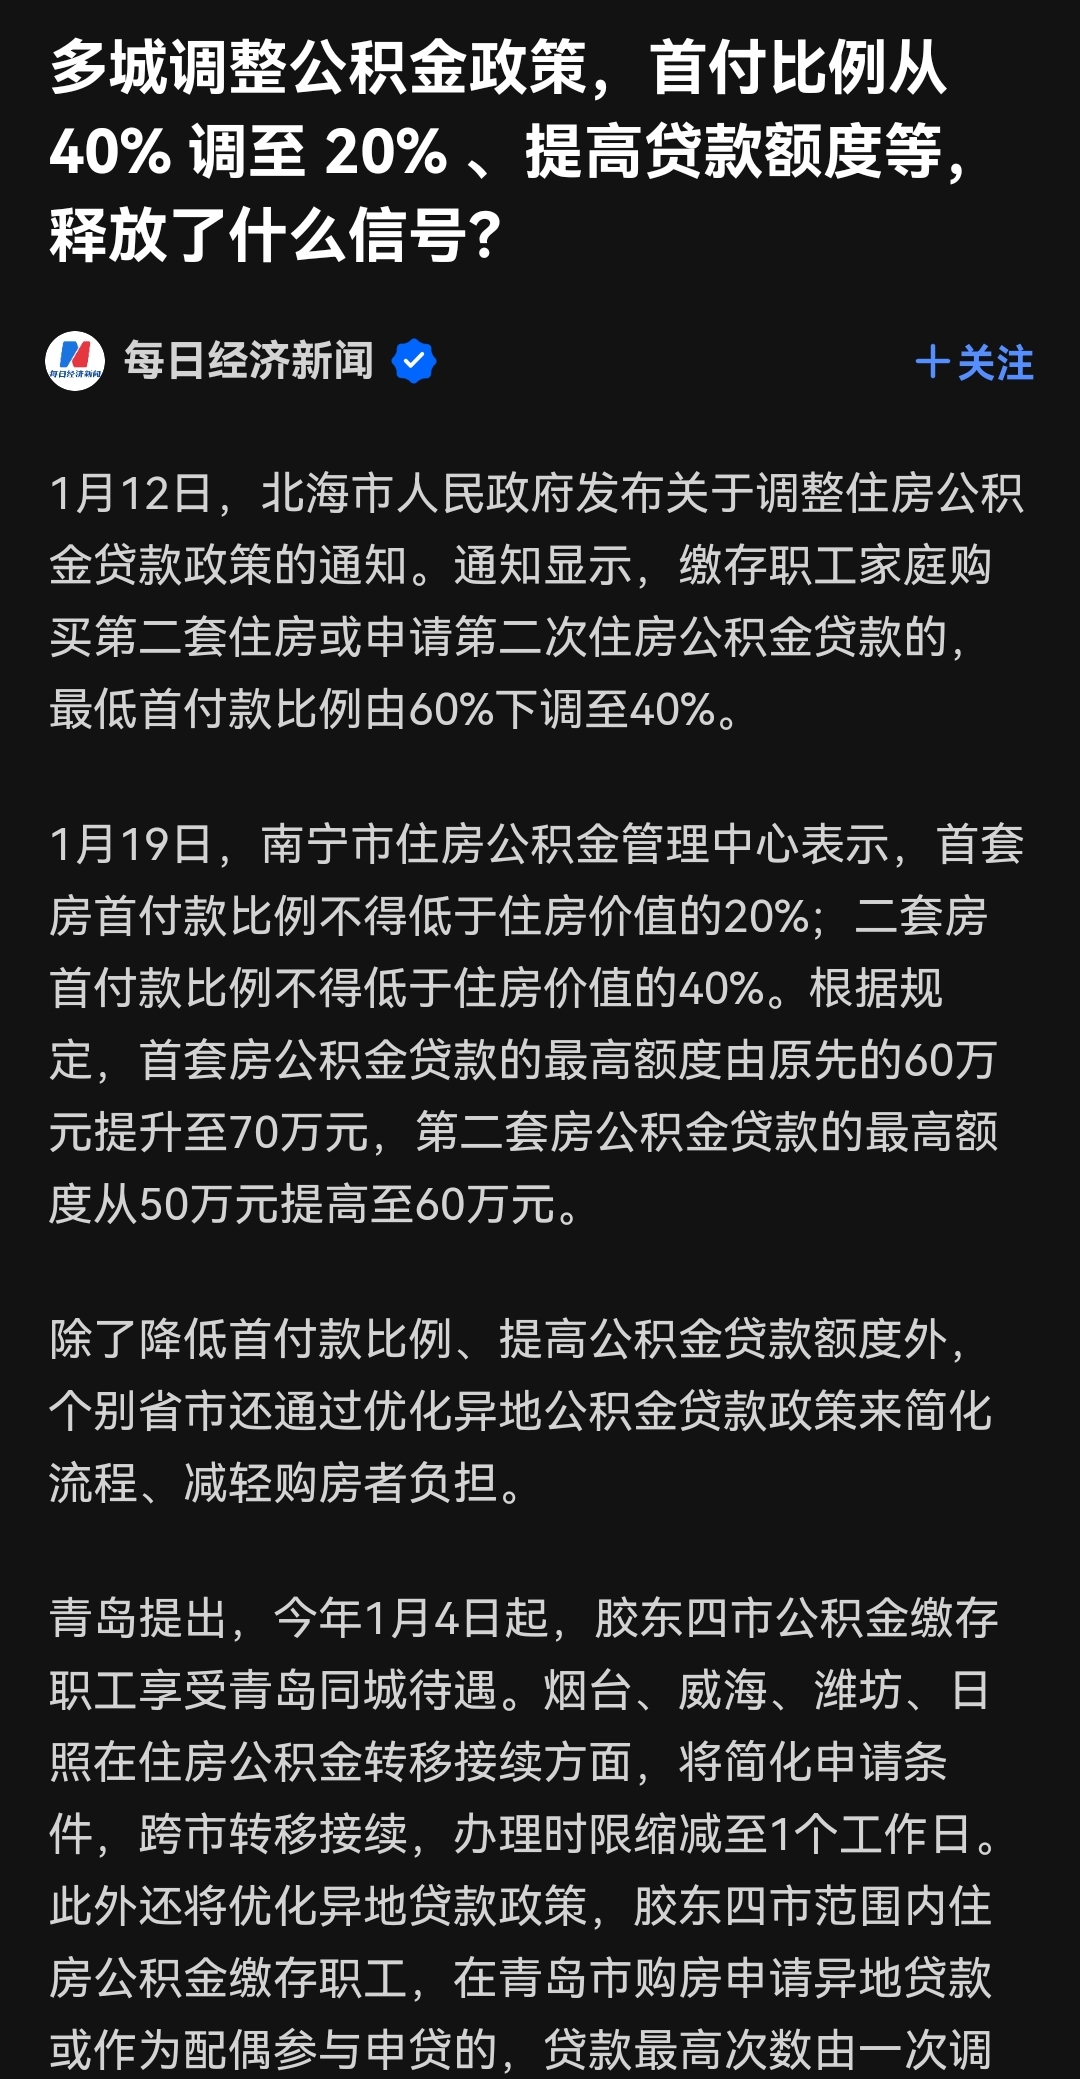 多城调整公积金政策，首付比例从
40% 调至 20% 、提高贷款额度等，
释放了什么信号？
每日经济新闻
每日经济新闻
+关注
1月12日，北海市人民政府发布关于调整住房公积
金贷款政策的通知。通知显示，缴存职工家庭购
买第二套住房或申请第二次住房公积金贷款的，
最低首付款比例由60%下调至40%。
1月19日，南宁市住房公积金管理中心表示，首套
房首付款比例不得低于住房价值的20%；二套房
首付款比例不得低于住房价值的40%。根据规
定，首套房公积金贷款的最高额度由原先的60万
元提升至70万元，第二套房公积金贷款的最高额
度从50万元提高至60万元。
除了降低首付款比例、提高公积金贷款额度外，
个别省市还通过优化异地公积金贷款政策来简化
流程、减轻购房者负担。
青岛提出，今年1月4日起，胶东四市公积金缴存
职工享受青岛同城待遇。烟台、威海、潍坊、日
照在住房公积金转移接续方面，将简化申请条
件，跨市转移接续，办理时限缩减至1个工作日。
此外还将优化异地贷款政策，胶东四市范围内住
房公积金缴存职工，在青岛市购房申请异地贷款
或作为配偶参与申贷的，贷款最高次数由一次调